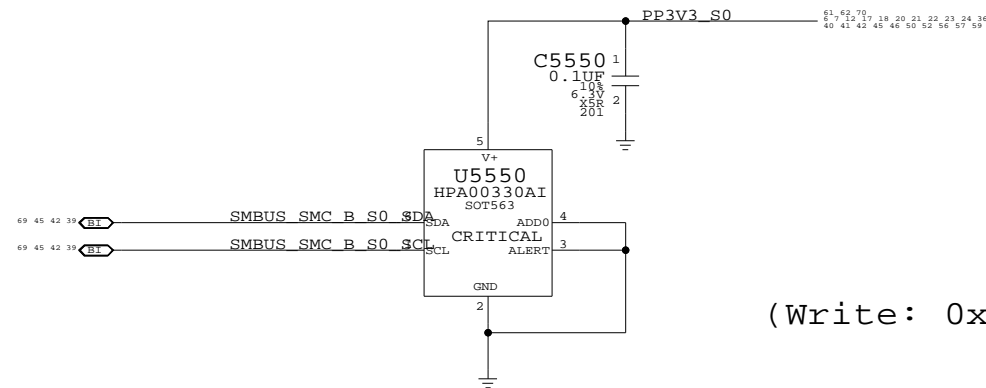 PP3V3_S0
61 62 70
6 7 12 17 18 20 21 22 23 24 36
40 41 42 45 46 50 52 56 57 59
C5550
1
0.1UF
10%
6.3V
X5R
201
2
5
V+
U5550
HPA00330AI
SOT563
69 45 42 39
BI
SMBUS_SMC_B_S0_SDA
SDA
ADD0
4
CRITICAL
69 45 42 39
BI
SMBUS_SMC_B_S0_SCL
SCL
ALERT
3
GND
2
(Write: 0x